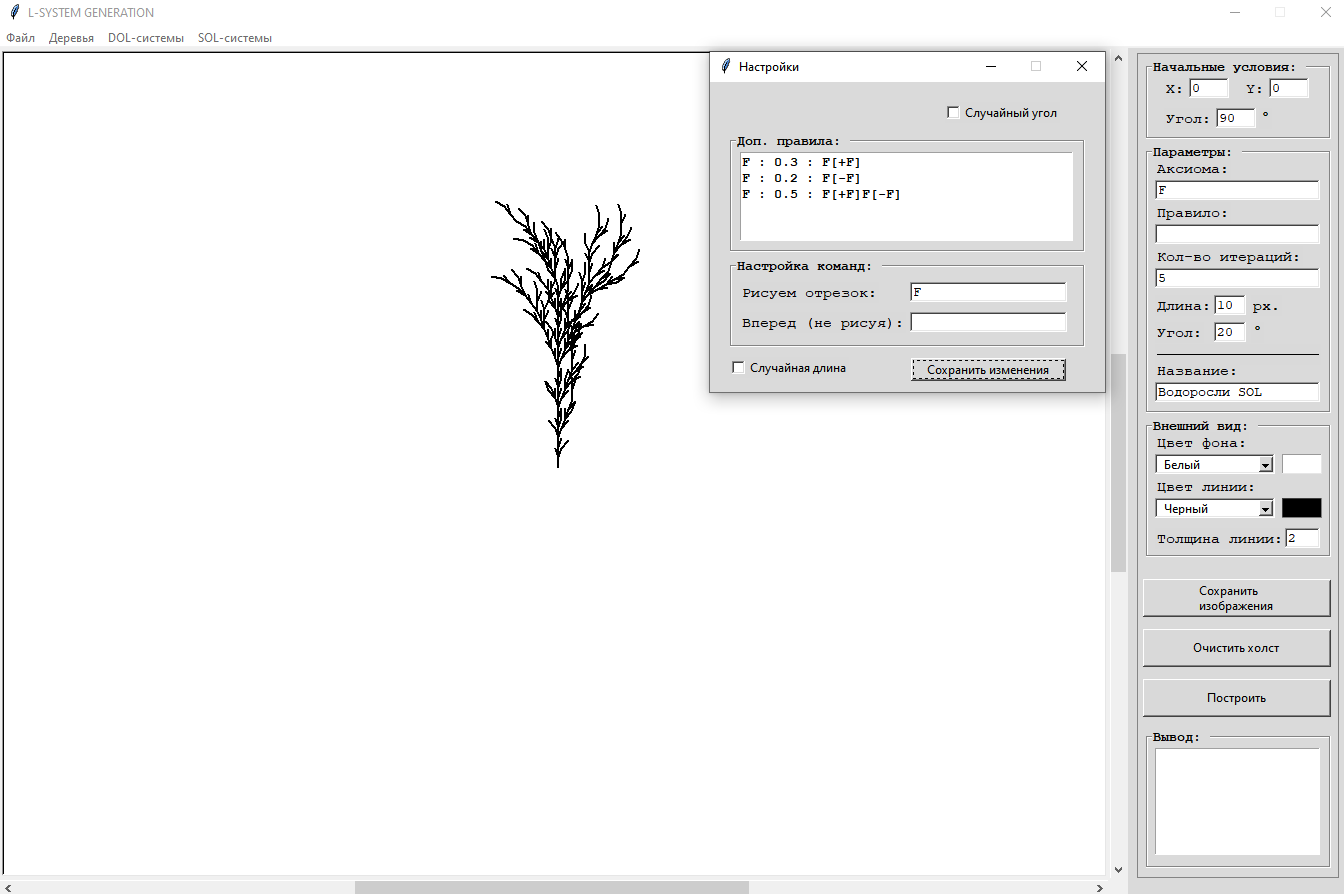 L-SYSTEM GENERATION
Файл Деревья DOL-системы SOL-системы
Настройки
Случайный угол
Доп. правила:
F : 0.3 : F[+F]
F : 0.2 : F[-F]
F : 0.5 : F[+F]F[-F]
Настройка команд:
Рисуем отрезок: F
Вперед (не рисуя):
Случайная длина
Сохранить изменения
Начальные условия:
X: 0 Y: 0
Угол: 90 °
Параметры:
Аксиома:
F
Правило:
Кол-во итераций:
5
Длина: 10 px.
Угол: 20 °
Название:
Водоросли SOL
Внешний вид:
Цвет фона:
Белый
Цвет линии:
Черный
Толщина линии: 2
Сохранить
изображения
Очистить холст
Построить
Вывод: